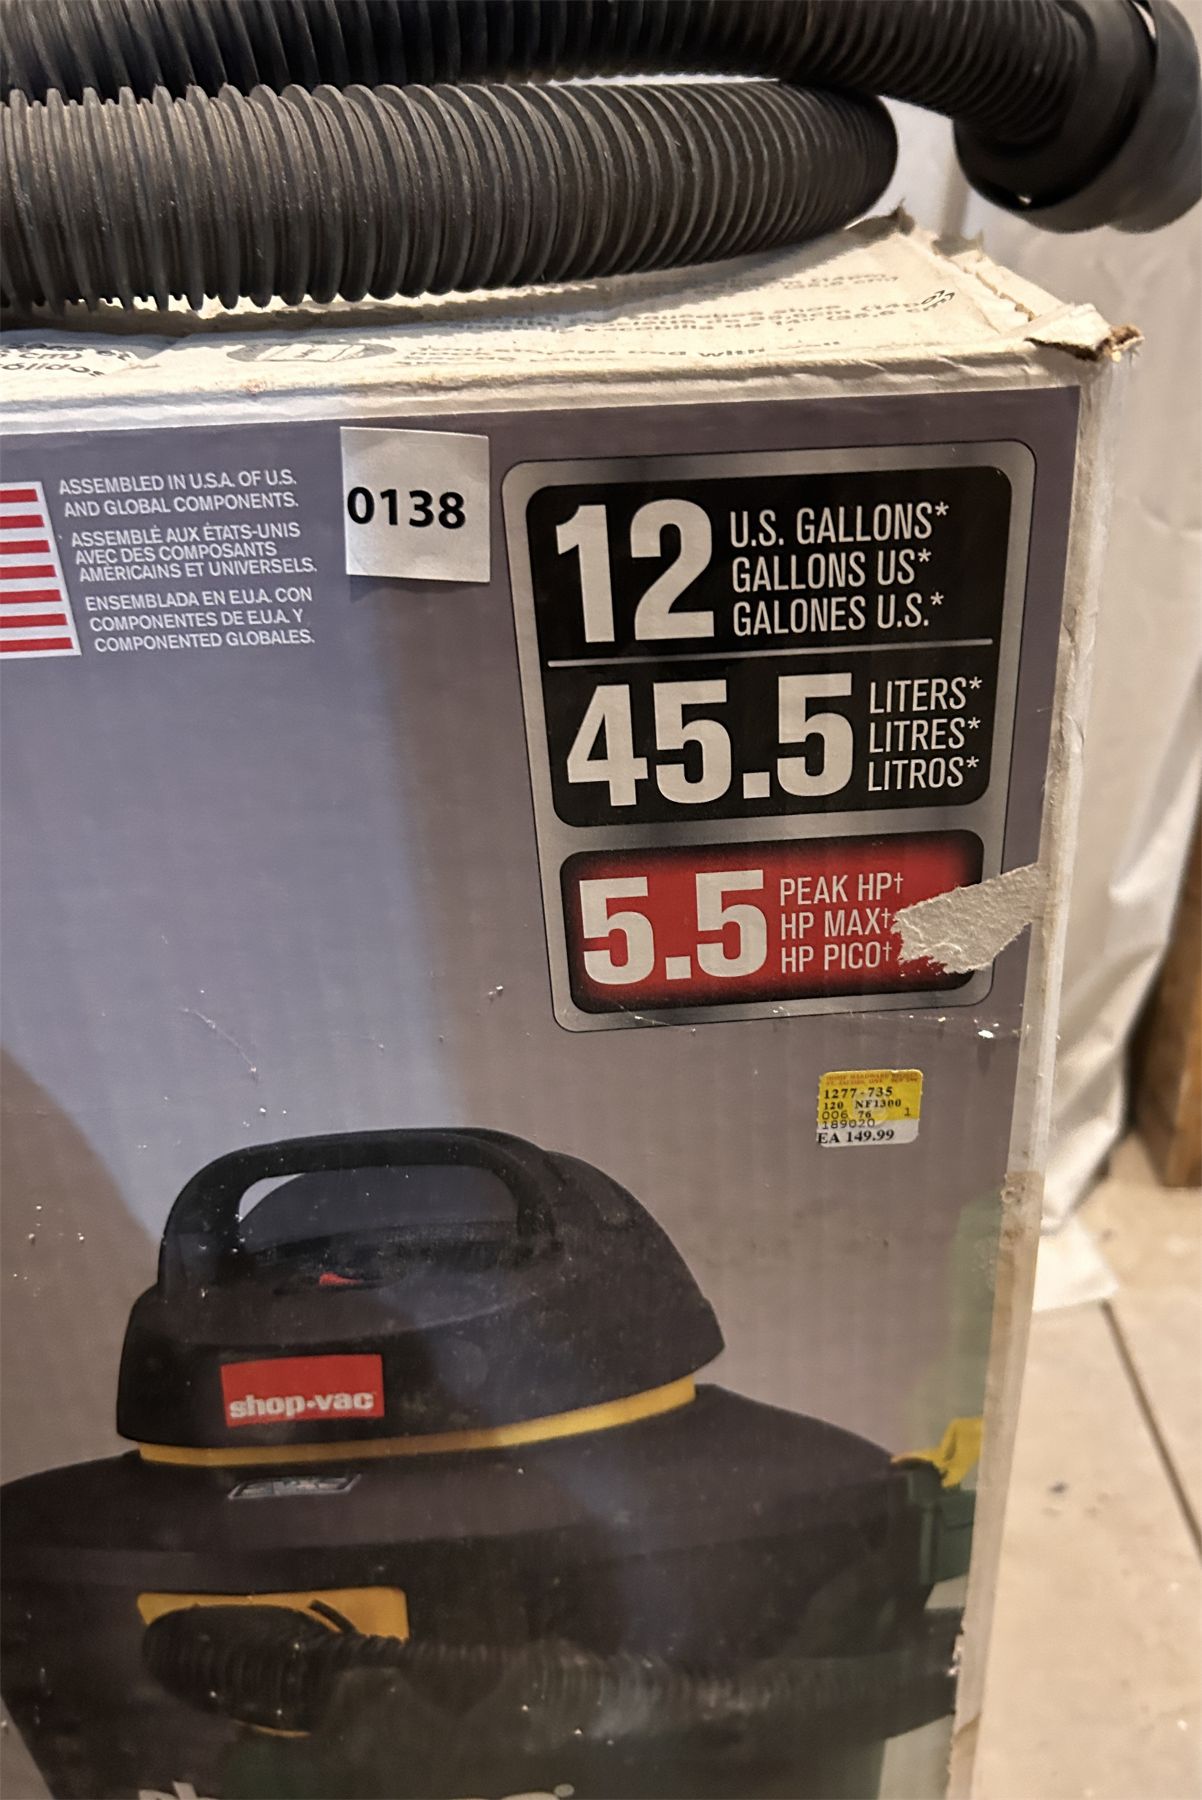 ASSEMBLED IN U.S.A. OF U.S.
AND GLOBAL COMPONENTS.
ASSEMBLÉ AUX ÉTATS-UNIS
AVEC DES COMPOSANTS
AMÉRICAINS ET UNIVERSELS.
ENSEMBLADA EN E.U.A. CON
COMPONENTES DE E.U.A. Y
COMPONENTED GLOBALES.
0138
12 U.S. GALLONS*
GALLONS US*
GALONES U.S.*
45.5 LITERS*
LITRES*
LITROS*
5.5 PEAK HP†
HP MAX†
HP PICO†
1277-735
120 NF1300
006 76 1
189020
EA 149.99
shop•vac